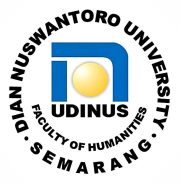 · DIAN NUSWANTORO UNIVERSITY ·
UDINUS
FACULTY OF HUMANITIES
SEMARANG